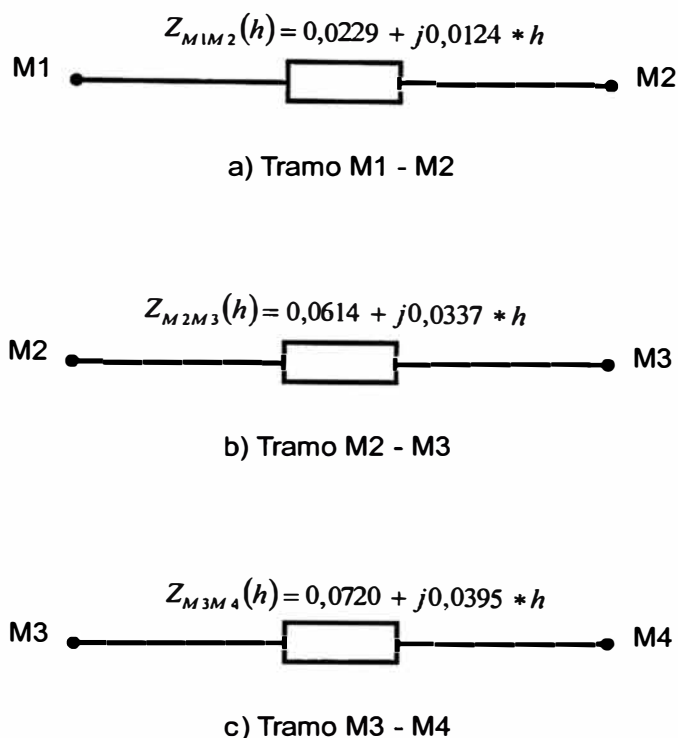 Z_{M1M2}(h) = 0,0229 + j0,0124 * h
M1 M2
a) Tramo M1 - M2
Z_{M2M3}(h) = 0,0614 + j0,0337 * h
M2 M3
b) Tramo M2 - M3
Z_{M3M4}(h) = 0,0720 + j0,0395 * h
M3 M4
c) Tramo M3 - M4